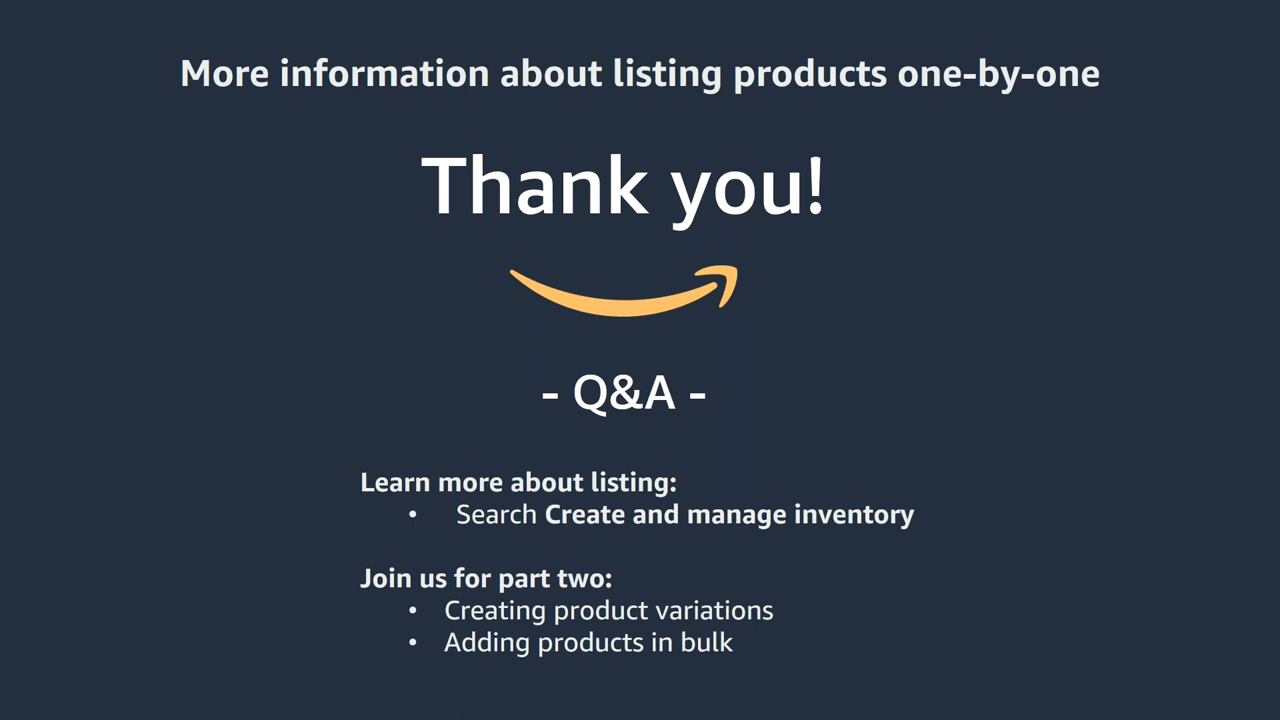 More information about listing products one-by-one
Thank you!
- Q&A -
Learn more about listing:
• Search Create and manage inventory
Join us for part two:
• Creating product variations
• Adding products in bulk